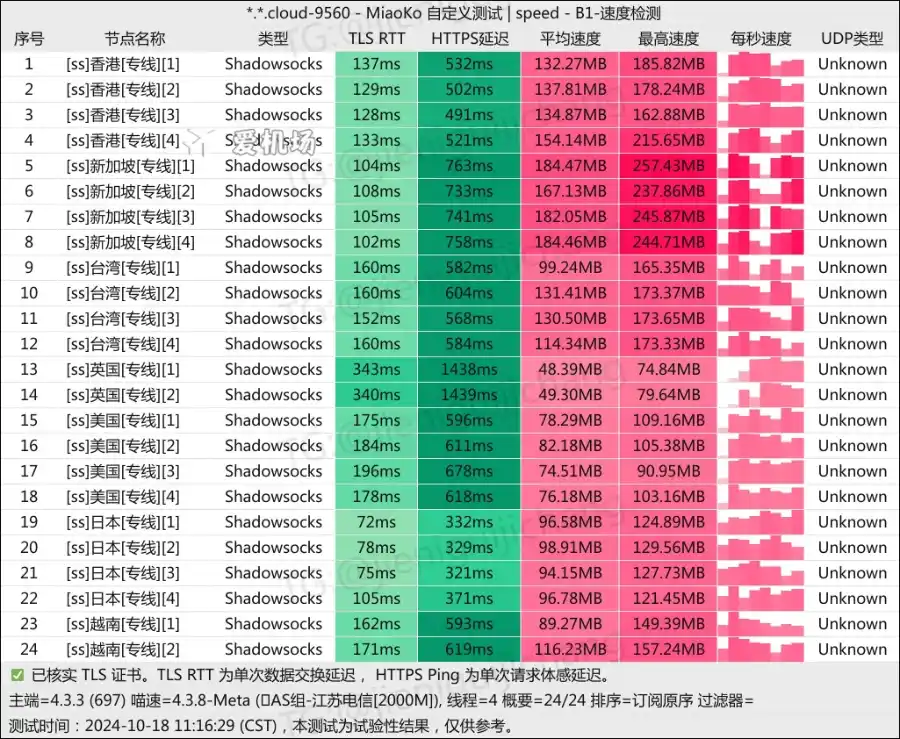 *.*.cloud-9560 - MiaoKo 自定义测试 | speed - B1-速度检测
序号 节点名称 类型 TLS RTT HTTPS延迟 平均速度 最高速度 每秒速度 UDP类型
1 [ss]香港[专线][1] Shadowsocks 137ms 532ms 132.27MB 185.82MB Unknown
2 [ss]香港[专线][2] Shadowsocks 129ms 502ms 137.81MB 178.24MB Unknown
3 [ss]香港[专线][3] Shadowsocks 128ms 491ms 134.87MB 162.88MB Unknown
4 [ss]香港[专线][4] Shadowsocks 133ms 521ms 154.14MB 215.65MB Unknown
爱机场
5 [ss]新加坡[专线][1] Shadowsocks 104ms 763ms 184.47MB 257.43MB Unknown
6 [ss]新加坡[专线][2] Shadowsocks 108ms 733ms 167.13MB 237.86MB Unknown
7 [ss]新加坡[专线][3] Shadowsocks 105ms 741ms 182.05MB 245.87MB Unknown
8 [ss]新加坡[专线][4] Shadowsocks 102ms 758ms 184.46MB 244.71MB Unknown
9 [ss]台湾[专线][1] Shadowsocks 160ms 582ms 99.24MB 165.35MB Unknown
10 [ss]台湾[专线][2] Shadowsocks 160ms 604ms 131.41MB 173.37MB Unknown
11 [ss]台湾[专线][3] Shadowsocks 152ms 568ms 130.50MB 173.65MB Unknown
12 [ss]台湾[专线][4] Shadowsocks 160ms 584ms 114.34MB 173.33MB Unknown
13 [ss]英国[专线][1] Shadowsocks 343ms 1438ms 48.39MB 74.84MB Unknown
14 [ss]英国[专线][2] Shadowsocks 340ms 1439ms 49.30MB 79.64MB Unknown
15 [ss]美国[专线][1] Shadowsocks 175ms 596ms 78.29MB 109.16MB Unknown
16 [ss]美国[专线][2] Shadowsocks 184ms 611ms 82.18MB 105.38MB Unknown
17 [ss]美国[专线][3] Shadowsocks 196ms 678ms 74.51MB 90.95MB Unknown
18 [ss]美国[专线][4] Shadowsocks 178ms 618ms 76.18MB 103.16MB Unknown
19 [ss]日本[专线][1] Shadowsocks 72ms 332ms 96.58MB 124.89MB Unknown
20 [ss]日本[专线][2] Shadowsocks 78ms 329ms 98.91MB 129.56MB Unknown
21 [ss]日本[专线][3] Shadowsocks 75ms 321ms 94.15MB 127.73MB Unknown
22 [ss]日本[专线][4] Shadowsocks 105ms 371ms 96.78MB 121.45MB Unknown
23 [ss]越南[专线][1] Shadowsocks 162ms 593ms 89.27MB 149.39MB Unknown
24 [ss]越南[专线][2] Shadowsocks 171ms 619ms 116.23MB 157.24MB Unknown
✅ 已核实 TLS 证书。TLS RTT 为单次数据交换延迟， HTTPS Ping 为单次请求体感延迟。
主端=4.3.3 (697) 喵速=4.3.8-Meta (▯AS组-江苏电信[2000M]), 线程=4 概要=24/24 排序=订阅原序 过滤器=
测试时间：2024-10-18 11:16:29 (CST)，本测试为试验性结果，仅供参考。